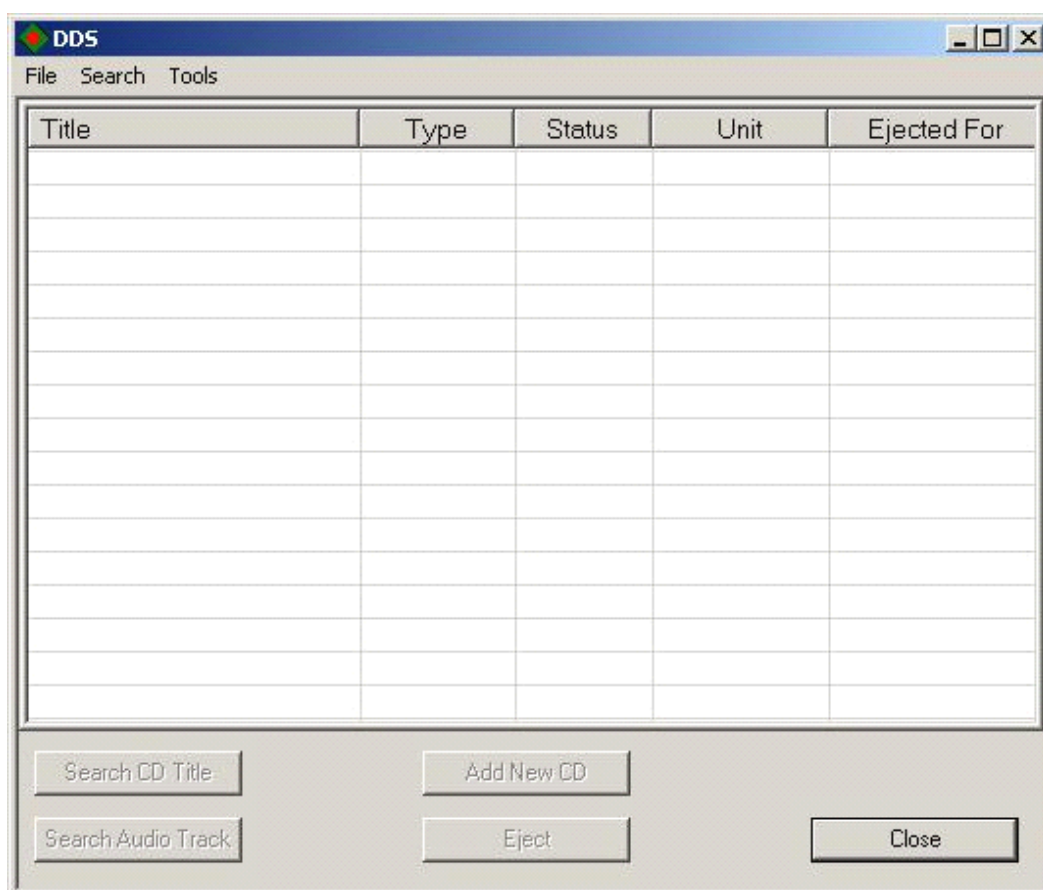 DDS
File Search Tools
Title Type Status Unit Ejected For
Search CD Title Add New CD
Search Audio Track Eject Close